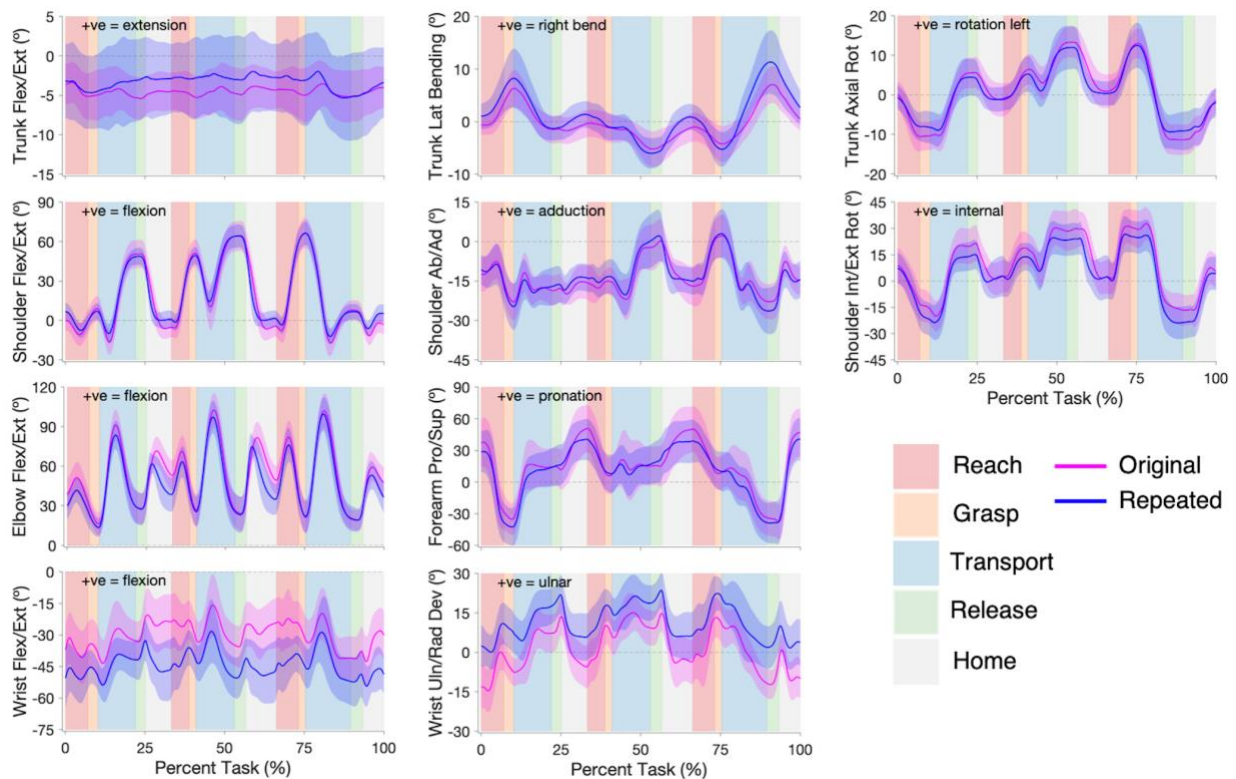 Trunk Flex/Ext (º)
+ve = extension
5
0
-5
-10
-15
Trunk Lat Bending (º)
+ve = right bend
20
10
0
-10
Trunk Axial Rot (º)
+ve = rotation left
20
10
0
-10
-20
Shoulder Flex/Ext (º)
+ve = flexion
90
60
30
0
-30
Shoulder Ab/Ad (º)
+ve = adduction
15
0
-15
-30
-45
Shoulder Int/Ext Rot (º)
+ve = internal
45
30
15
0
-15
-30
-45
0
25
50
75
100
Percent Task (%)
Elbow Flex/Ext (º)
+ve = flexion
120
90
60
30
0
Forearm Pro/Sup (º)
+ve = pronation
90
60
30
0
-30
-60
Wrist Flex/Ext (º)
+ve = flexion
0
-15
-30
-45
-60
-75
0
25
50
75
100
Percent Task (%)
Wrist Uln/Rad Dev (º)
+ve = ulnar
30
15
0
-15
-30
0
25
50
75
100
Percent Task (%)
Reach
Grasp
Transport
Release
Home
Original
Repeated